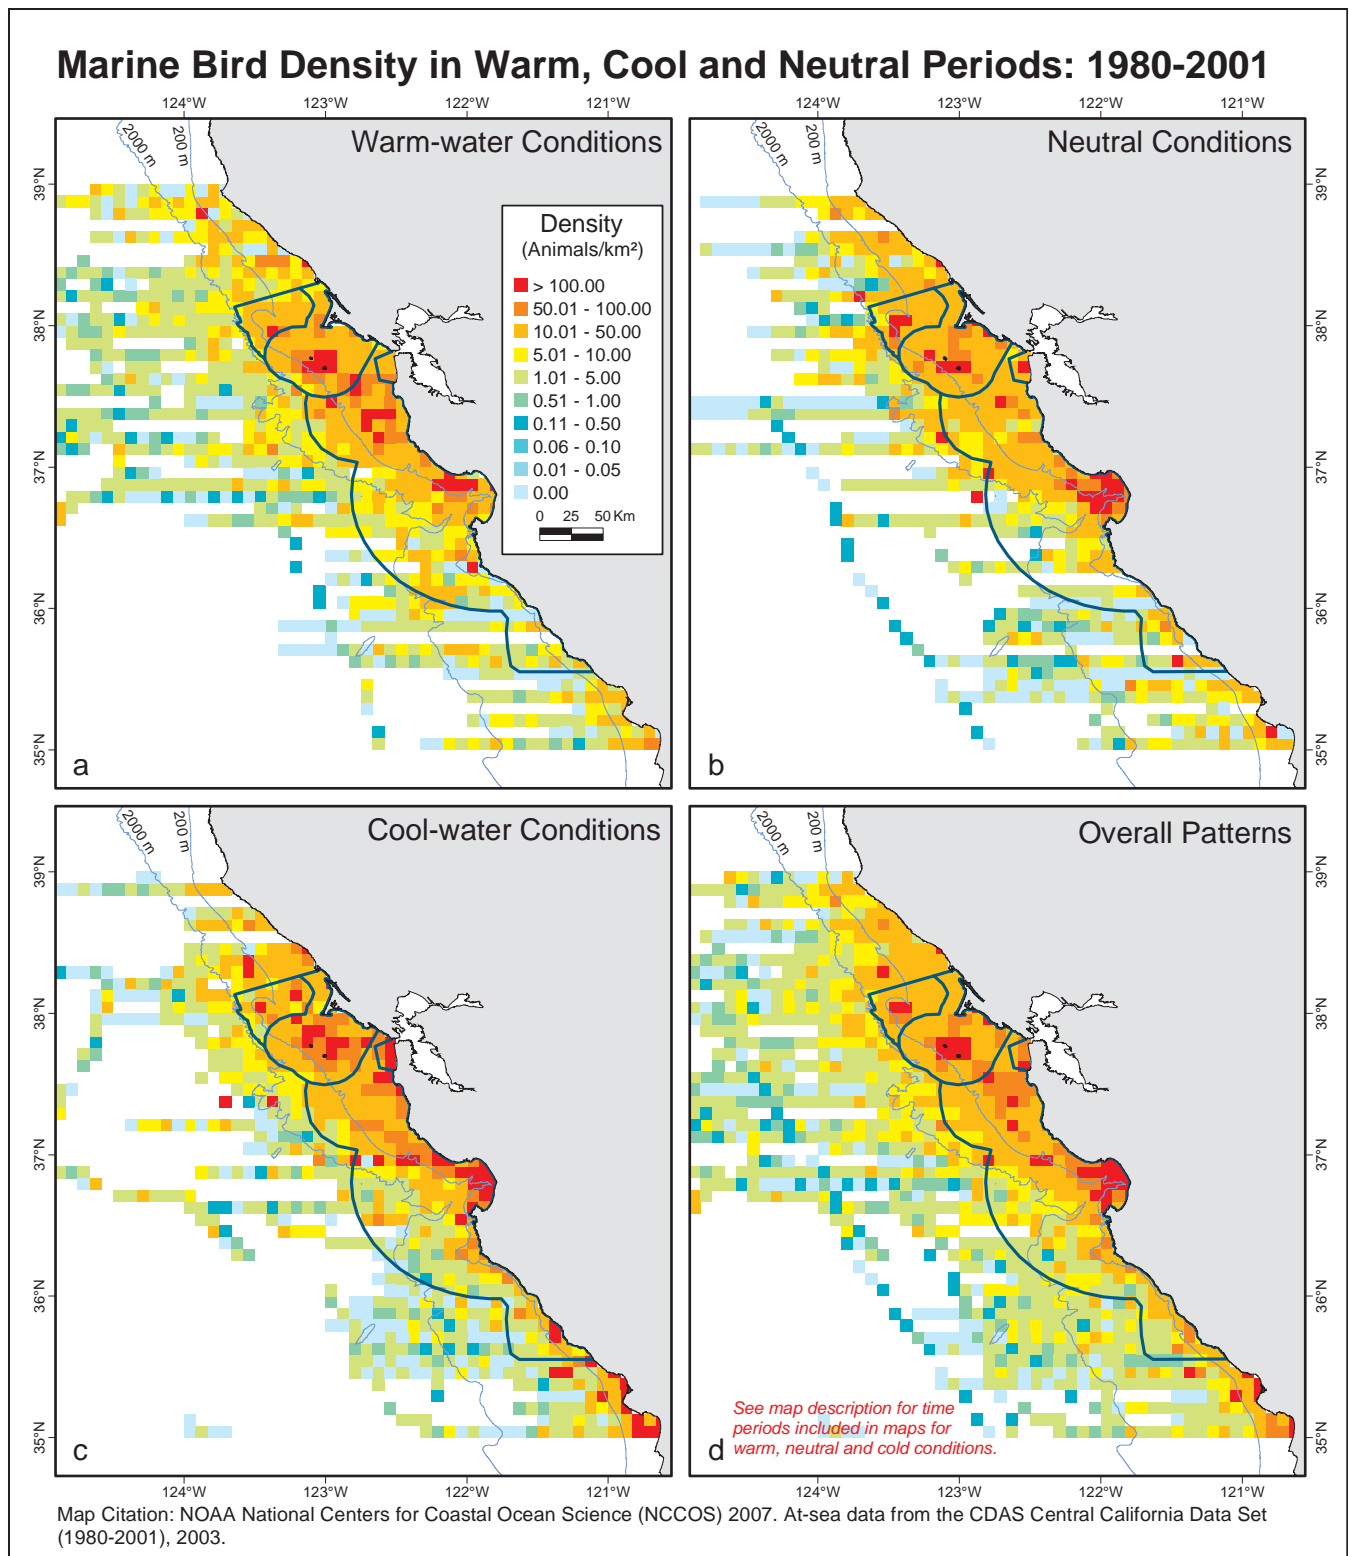 Marine Bird Density in Warm, Cool and Neutral Periods: 1980-2001
124°W 123°W 122°W 121°W
124°W 123°W 122°W 121°W
2000 m
200 m
Warm-water Conditions
39°N
38°N
37°N
36°N
35°N
Density
(Animals/km²)
> 100.00
50.01 - 100.00
10.01 - 50.00
5.01 - 10.00
1.01 - 5.00
0.51 - 1.00
0.11 - 0.50
0.06 - 0.10
0.01 - 0.05
0.00
0 25 50 Km
a
2000 m
200 m
Neutral Conditions
39°N
38°N
37°N
36°N
35°N
b
2000 m
200 m
Cool-water Conditions
39°N
38°N
37°N
36°N
35°N
c
2000 m
200 m
Overall Patterns
39°N
38°N
37°N
36°N
35°N
See map description for time
periods included in maps for
warm, neutral and cold conditions.
d
124°W 123°W 122°W 121°W
124°W 123°W 122°W 121°W
Map Citation: NOAA National Centers for Coastal Ocean Science (NCCOS) 2007. At-sea data from the CDAS Central California Data Set
(1980-2001), 2003.